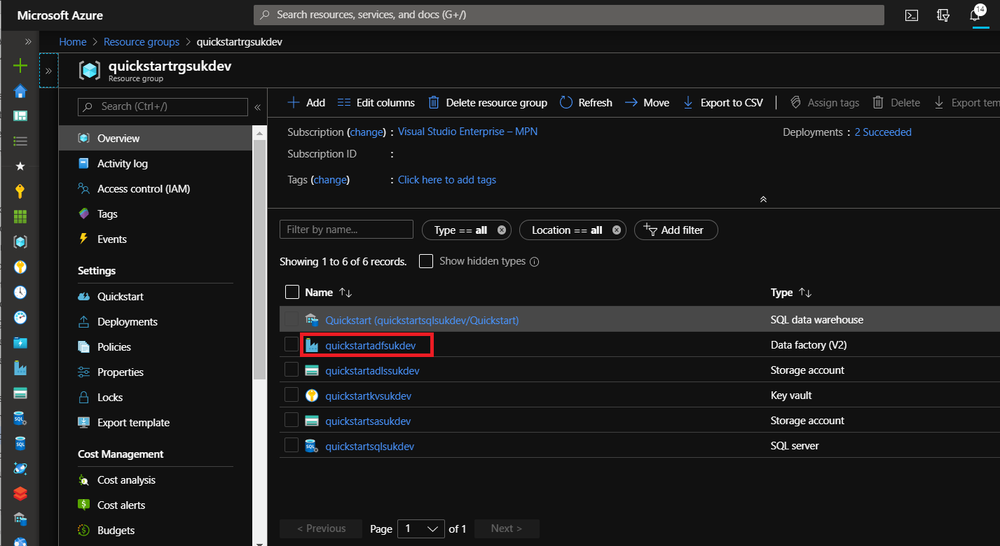 Microsoft Azure
Search resources, services, and docs (G+/)
14
Home > Resource groups > quickstartrgsukdev
quickstartrgsukdev
Resource group
Search (Ctrl+/)
Overview
Activity log
Access control (IAM)
Tags
Events
Settings
Quickstart
Deployments
Policies
Properties
Locks
Export template
Cost Management
Cost analysis
Cost alerts
Budgets
Add
Edit columns
Delete resource group
Refresh
Move
Export to CSV
Assign tags
Delete
Export tem
Subscription (change) : Visual Studio Enterprise – MPN
Deployments : 2 Succeeded
Subscription ID :
Tags (change) : Click here to add tags
Filter by name...
Type == all
Location == all
Add filter
Showing 1 to 6 of 6 records.
Show hidden types
Name Type
Quickstart (quickstartsqlsukdev/Quickstart) SQL data warehouse
quickstartadfsukdev Data factory (V2)
quickstartadlssukdev Storage account
quickstartkvsukdev Key vault
quickstartsasukdev Storage account
quickstartsqlsukdev SQL server
< Previous Page 1 of 1 Next >